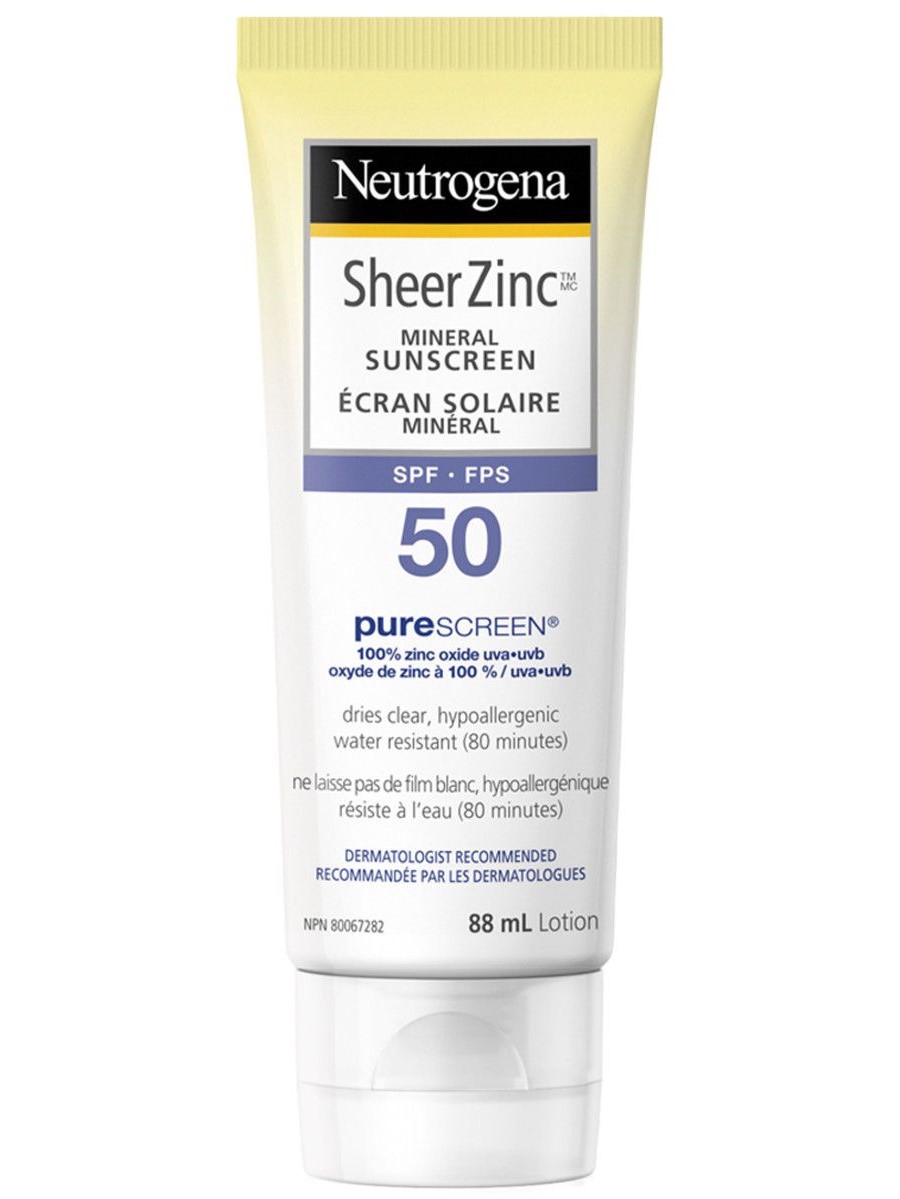 Neutrogena
SheerZinc™ MC
MINERAL
SUNSCREEN
ÉCRAN SOLAIRE
MINÉRAL
SPF • FPS
50
pureSCREEN®
100% zinc oxide uva•uvb
oxyde de zinc à 100 % / uva•uvb
dries clear, hypoallergenic
water resistant (80 minutes)
ne laisse pas de film blanc, hypoallergénique
résiste à l'eau (80 minutes)
DERMATOLOGIST RECOMMENDED
RECOMMANDÉE PAR LES DERMATOLOGUES
NPN 80067282 88 mL Lotion